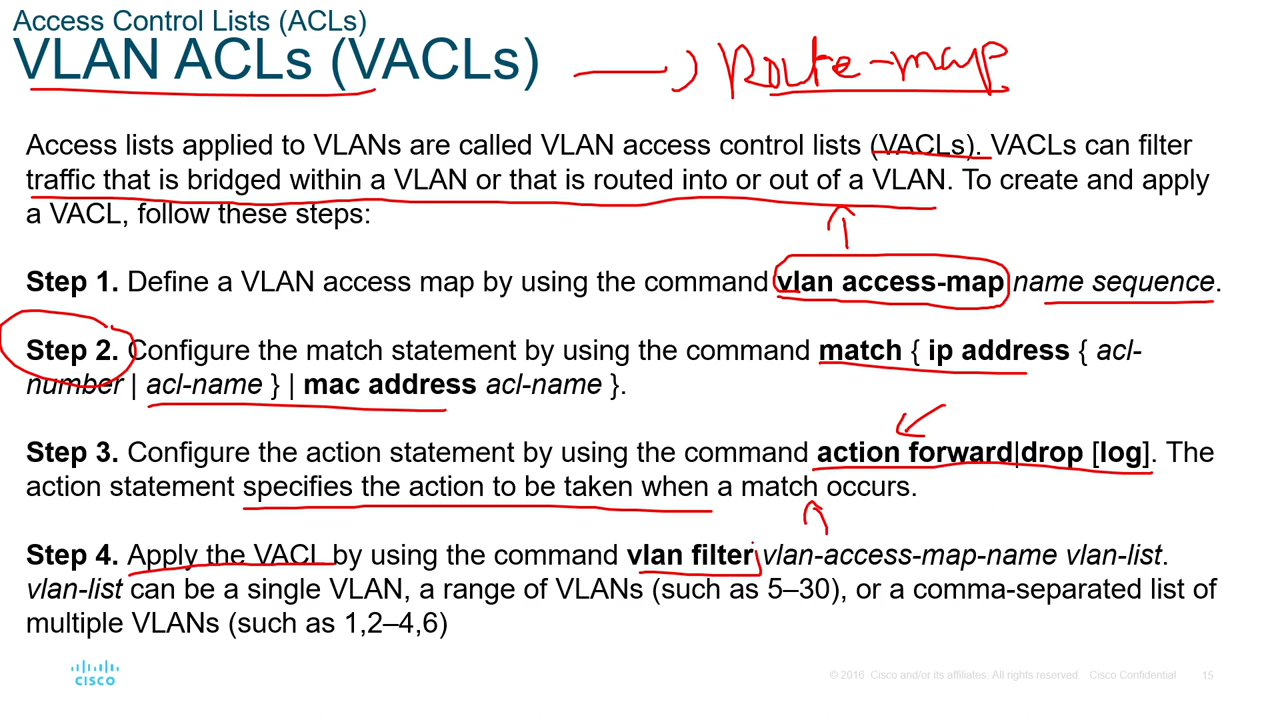 Access Control Lists (ACLs)
VLAN ACLs (VACLs)
Route-map
Access lists applied to VLANs are called VLAN access control lists (VACLs). VACLs can filter
traffic that is bridged within a VLAN or that is routed into or out of a VLAN. To create and apply
a VACL, follow these steps:
Step 1. Define a VLAN access map by using the command vlan access-map name sequence.
Step 2. Configure the match statement by using the command match { ip address { acl-
number | acl-name } | mac address acl-name }.
Step 3. Configure the action statement by using the command action forward|drop [log]. The
action statement specifies the action to be taken when a match occurs.
Step 4. Apply the VACL by using the command vlan filter vlan-access-map-name vlan-list.
vlan-list can be a single VLAN, a range of VLANs (such as 5–30), or a comma-separated list of
multiple VLANs (such as 1,2–4,6)
CISCO
© 2016 Cisco and/or its affiliates. All rights reserved. Cisco Confidential 15